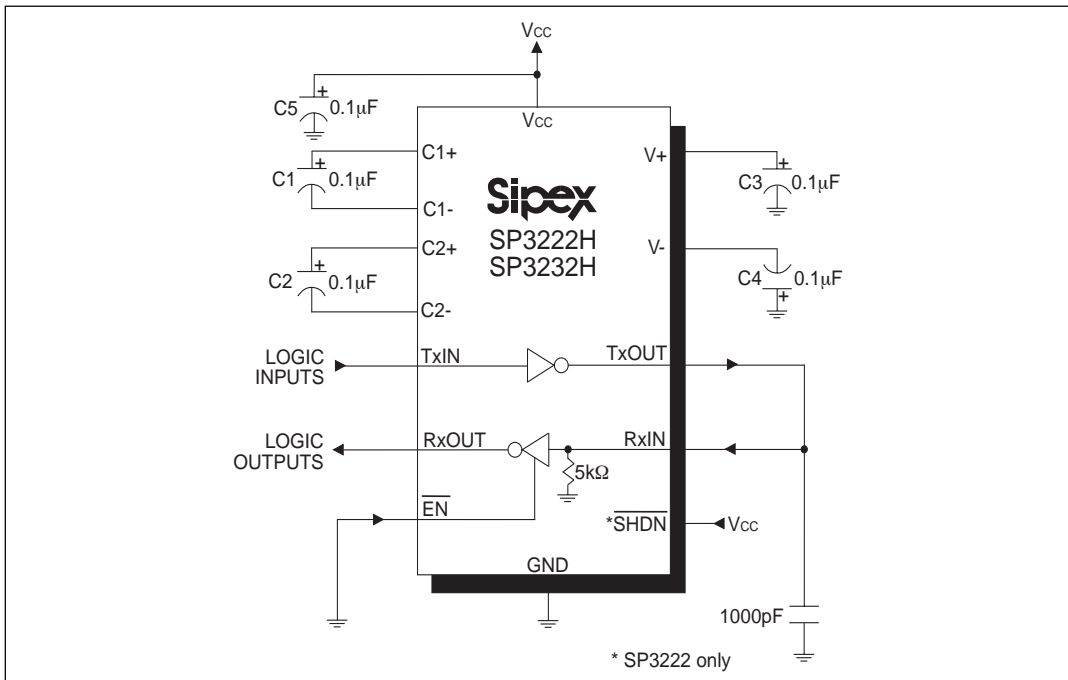 Vcc
C5
+
0.1µF
Vcc
C1+
C1
+
0.1µF
C1-
C2+
C2
+
0.1µF
C2-
Sipex
SP3222H
SP3232H
V+
C3
+
0.1µF
V-
C4
0.1µF
+
LOGIC
INPUTS
TxIN
TxOUT
LOGIC
OUTPUTS
RxOUT
RxIN
5kΩ
EN
*SHDN
Vcc
GND
1000pF
* SP3222 only